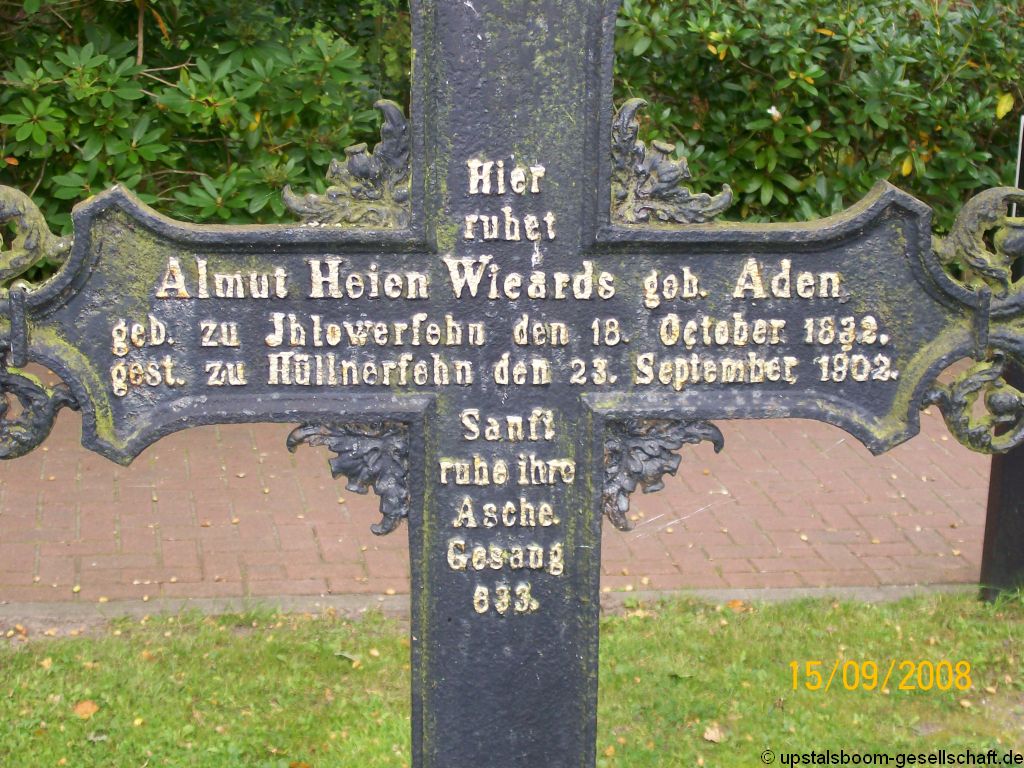 Hier
ruhet
Almut Heien Wieards geb. Aden
geb. zu Jhlowerfehn den 18. October 1832.
gest. zu Hüllnerfehn den 23. September 1902.
Sanft
ruhe ihre
Asche.
Gesang
633.
15/09/2008
© upstalsboom-gesellschaft.de